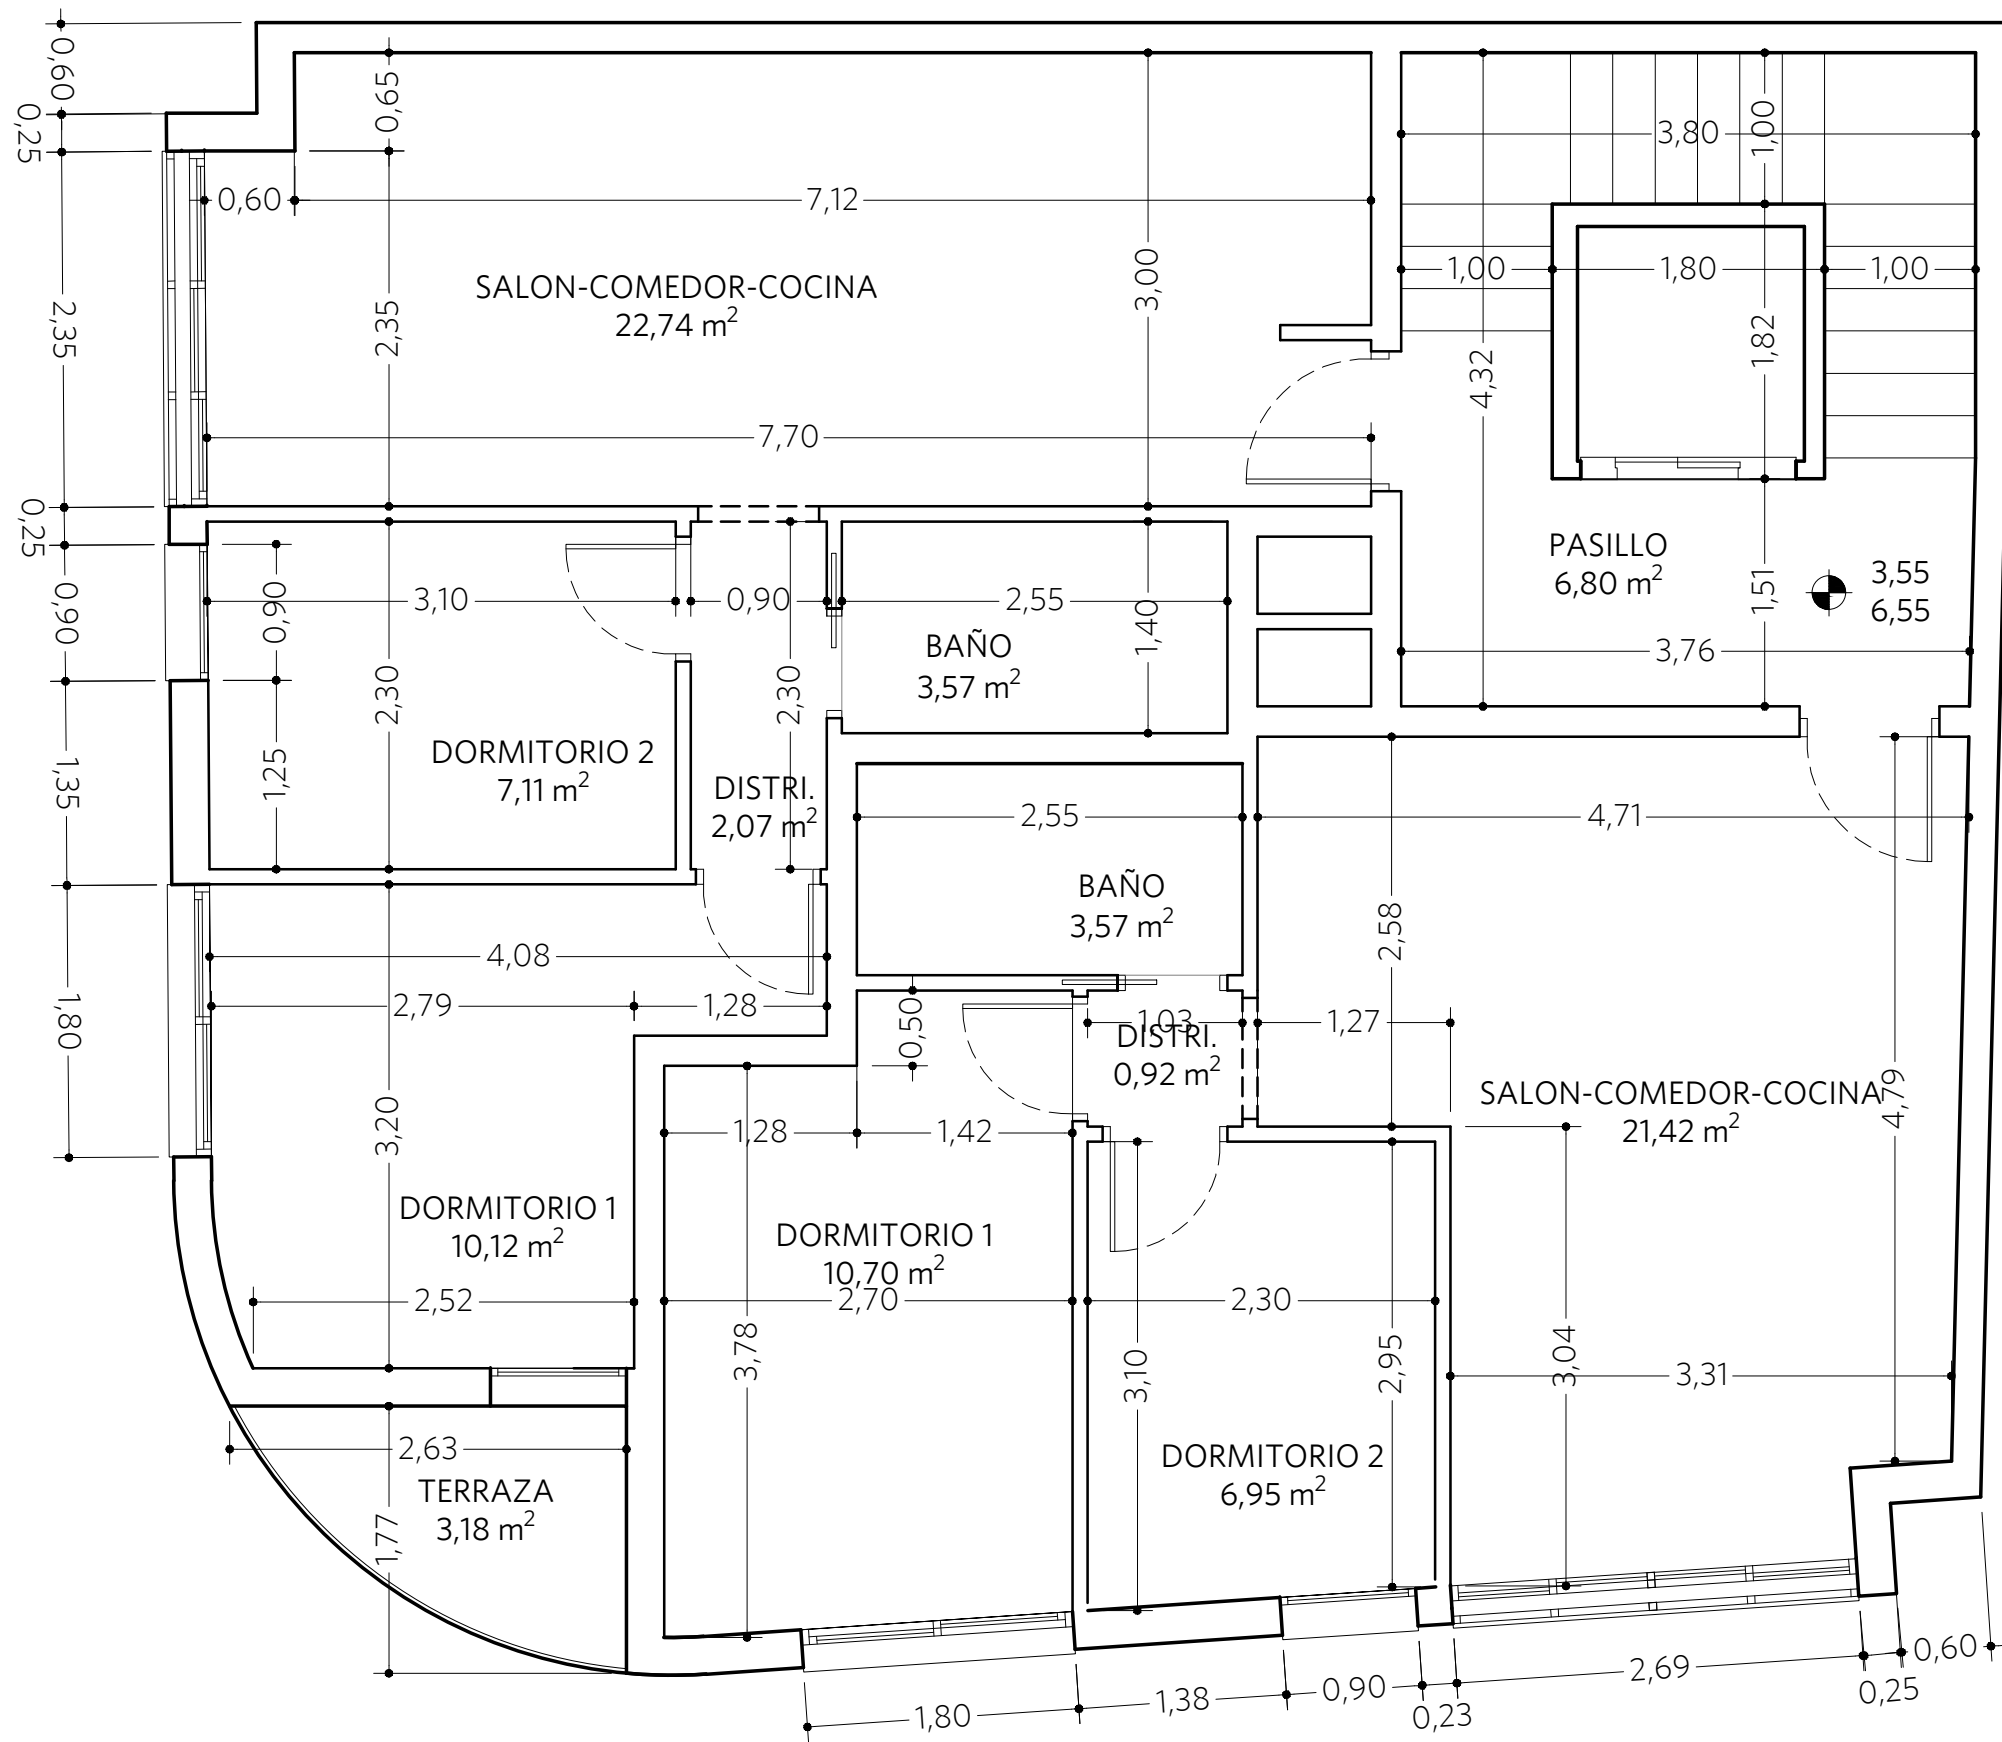 0,60
0,25
2,35
0,25
0,90
1,35
1,80
0,65
0,60
7,12
SALON-COMEDOR-COCINA
22,74 m²
2,35
3,00
7,70
3,80
1,00
1,00
1,80
1,00
4,32
1,82
PASILLO
6,80 m²
1,51
3,55
6,55
3,76
3,10
0,90
2,30
1,25
DORMITORIO 2
7,11 m²
0,90
2,30
DISTRI.
2,07 m²
2,55
BAÑO
3,57 m²
1,40
2,55
BAÑO
3,57 m²
4,71
2,58
4,08
2,79
1,28
3,20
DORMITORIO 1
10,12 m²
2,52
0,50
1,03
DISTRI.
0,92 m²
1,27
SALON-COMEDOR-COCINA
21,42 m²
4,79
1,28
1,42
DORMITORIO 1
10,70 m²
2,70
3,78
2,30
3,10
2,95
DORMITORIO 2
6,95 m²
3,04
3,31
2,63
TERRAZA
3,18 m²
1,77
1,80
1,38
0,90
0,23
2,69
0,25
0,60